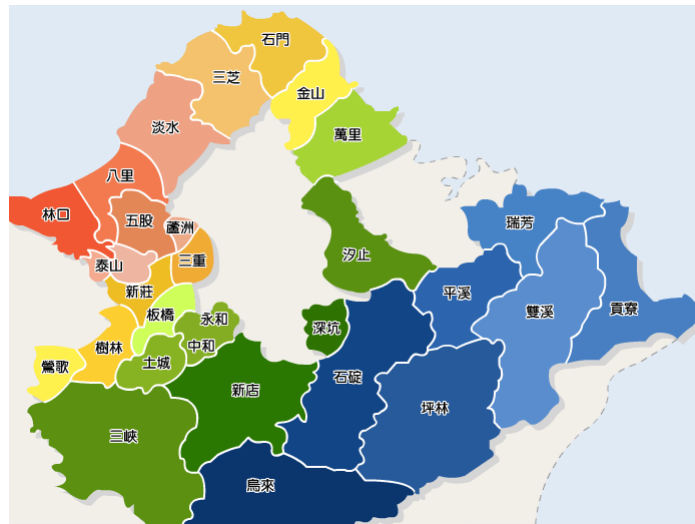 石門
三芝
金山
淡水
萬里
八里
林口
五股
蘆洲
瑞芳
汐止
三重
泰山
平溪
新莊
雙溪
貢寮
板橋
永和
深坑
中和
樹林
土城
鶯歌
石碇
新店
坪林
三峽
烏來